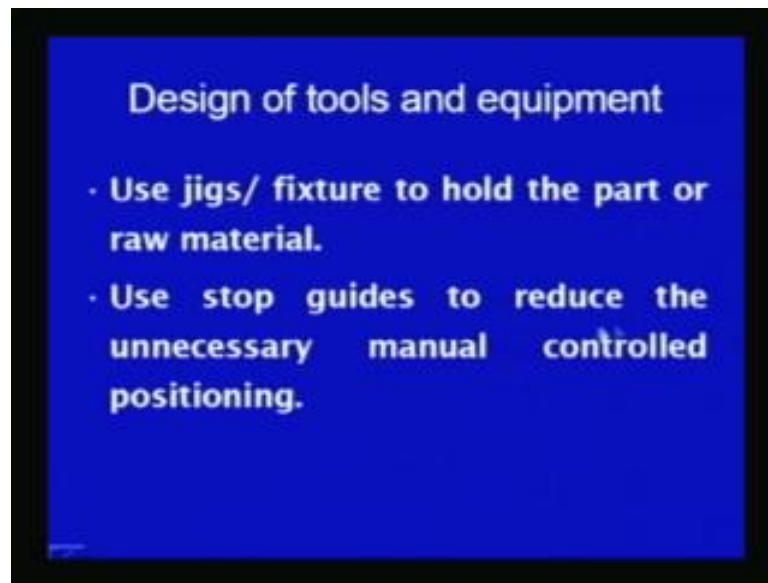 Design of tools and equipment
· Use jigs/ fixture to hold the part or
raw material.
· Use stop guides to reduce the
unnecessary manual controlled
positioning.